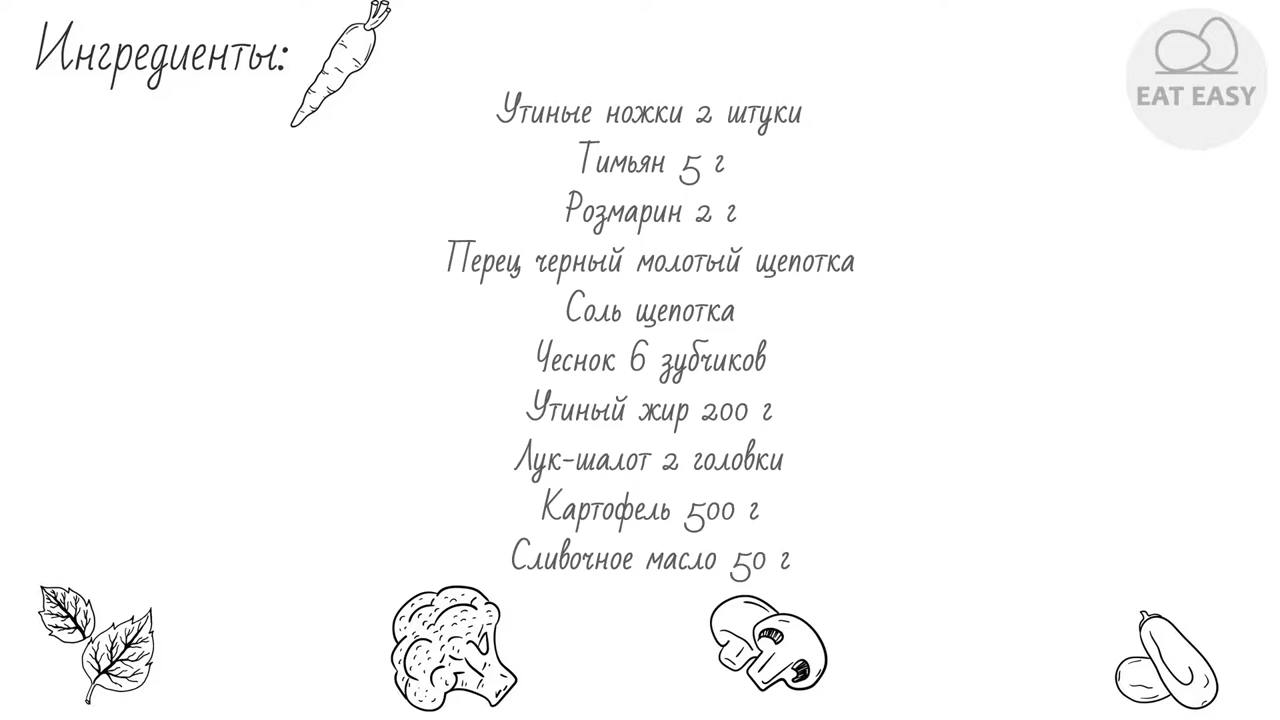 Ингредиенты:
EAT EASY
Утиные ножки 2 штуки
Тимьян 5 г
Розмарин 2 г
Перец черный молотый щепотка
Соль щепотка
Чеснок 6 зубчиков
Утиный жир 200 г
Лук-шалот 2 головки
Картофель 500 г
Сливочное масло 50 г